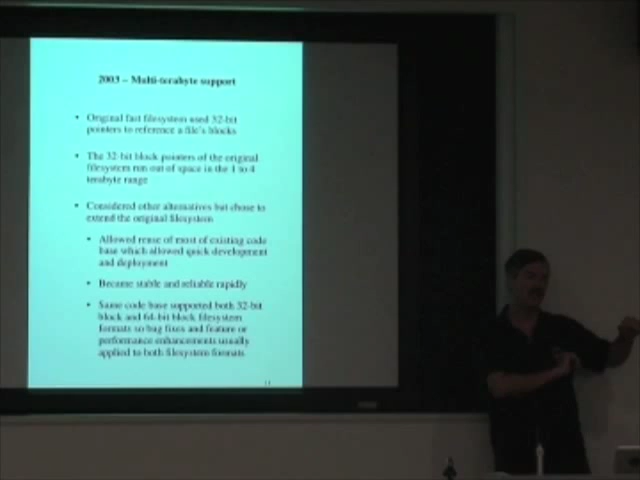 2003 – Multi-terabyte support
• Original fast filesystem used 32-bit
pointers to reference a file's blocks
• The 32-bit block pointers of the original
filesystem run out of space in the 1 to 4
terabyte range
• Considered other alternatives but chose to
extend the original filesystem
• Allowed reuse of most of existing code
base which allowed quick development
and deployment
• Became stable and reliable rapidly
• Same code base supported both 32-bit
block and 64-bit block filesystem
formats so bug fixes and feature or
performance enhancements usually
applied to both filesystem formats